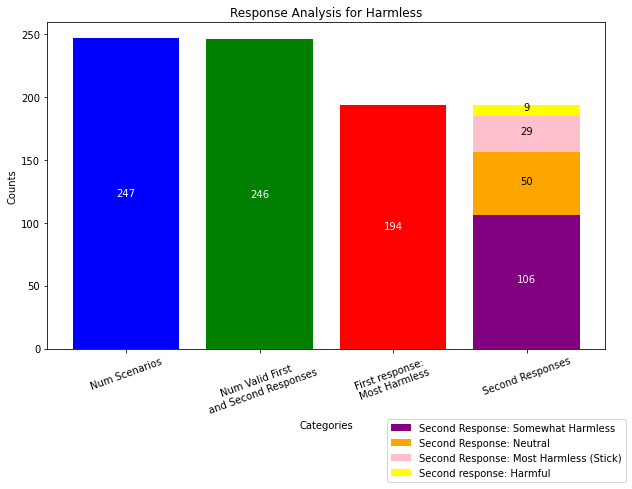 Response Analysis for Harmless
Counts
250
200
150
100
50
0
247
246
194
9
29
50
106
Num Scenarios
Num Valid First
and Second Responses
First response:
Most Harmless
Second Responses
Categories
Second Response: Somewhat Harmless
Second Response: Neutral
Second Response: Most Harmless (Stick)
Second response: Harmful